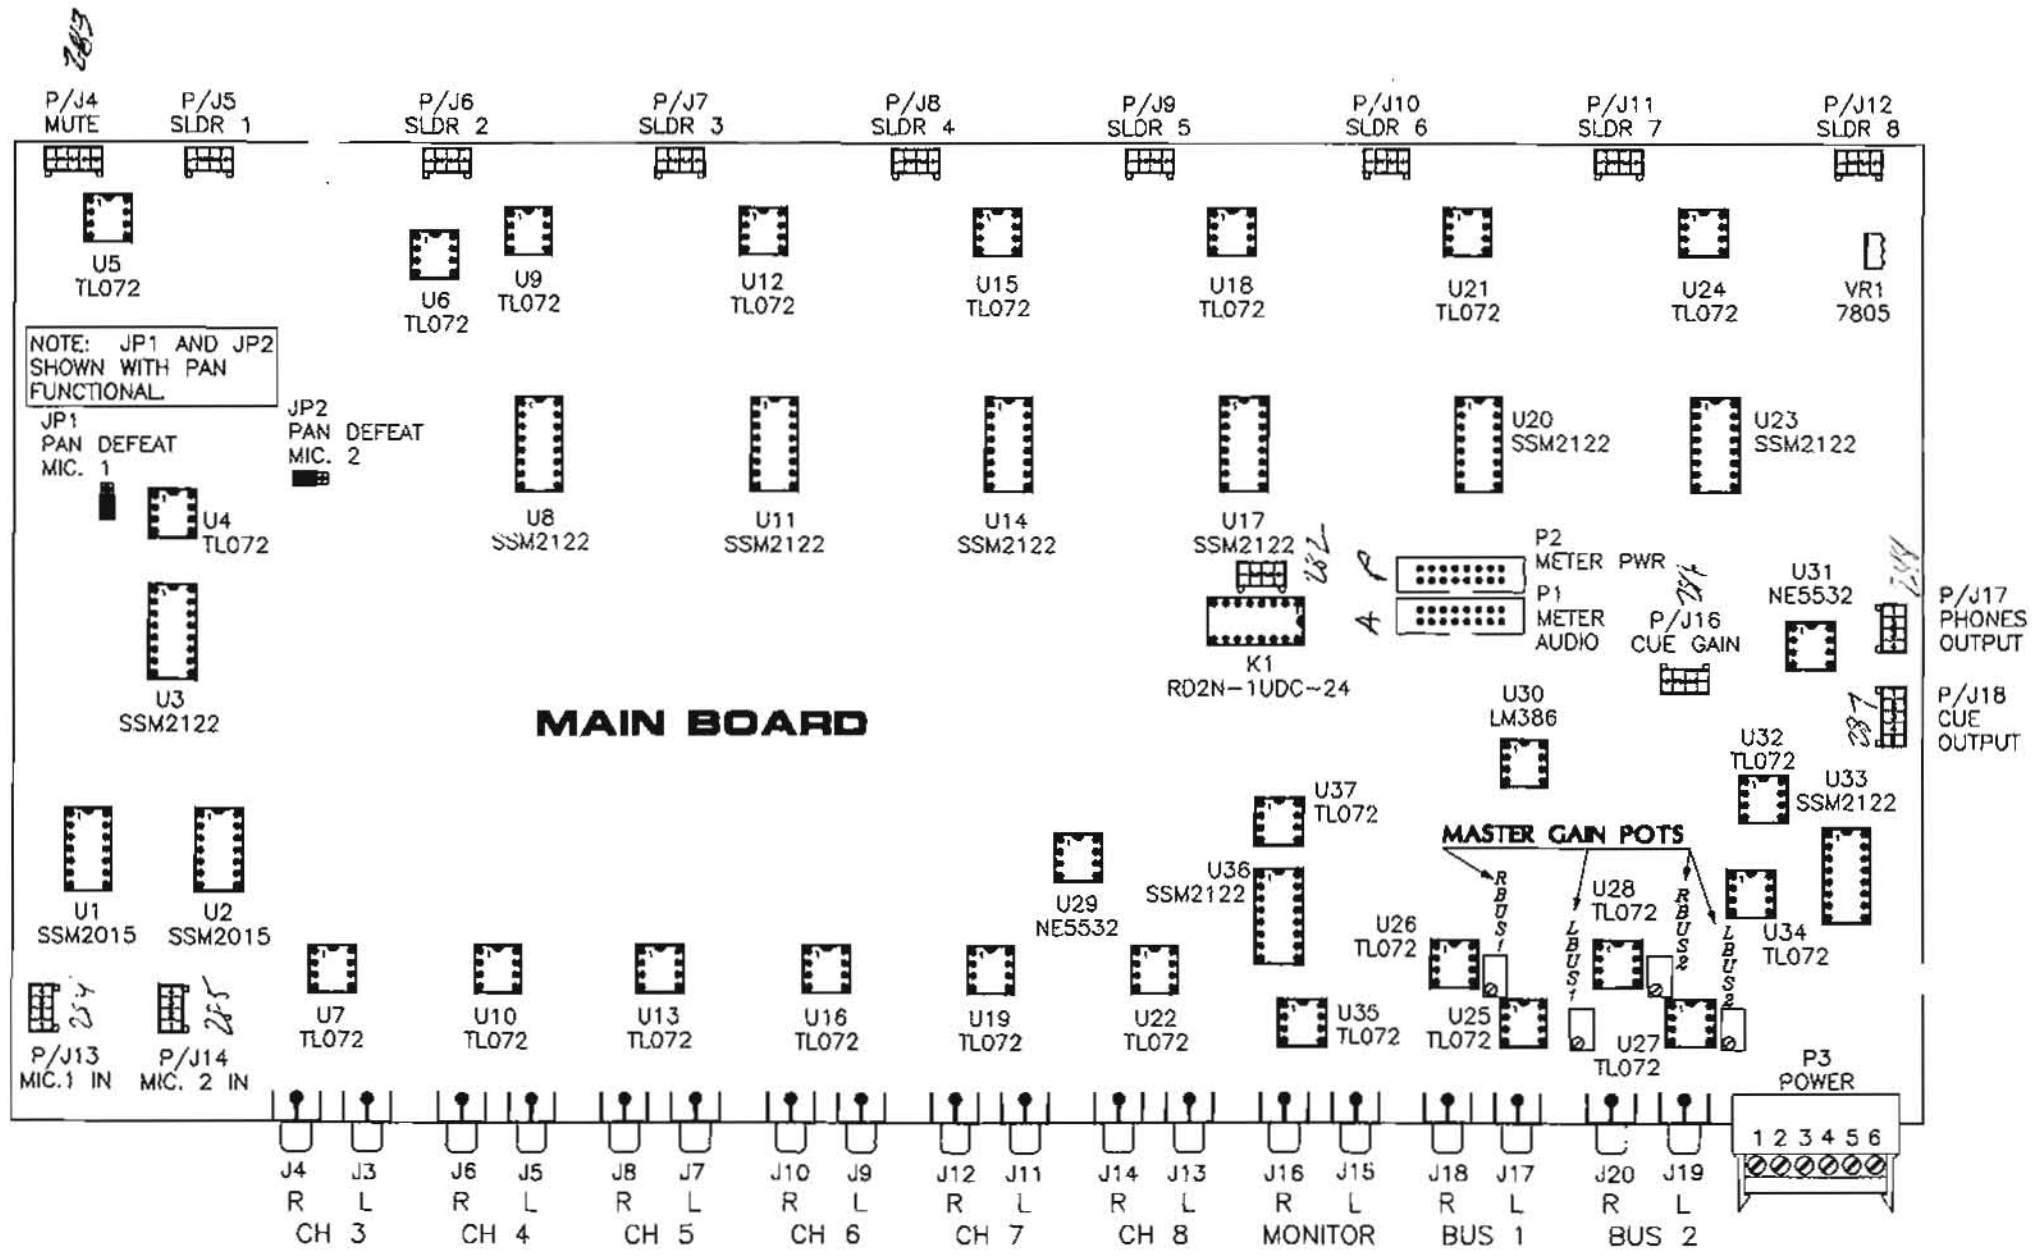 283
P/J4
MUTE
P/J5
SLDR 1
P/J6
SLDR 2
P/J7
SLDR 3
P/J8
SLDR 4
P/J9
SLDR 5
P/J10
SLDR 6
P/J11
SLDR 7
P/J12
SLDR 8
U5
TL072
U6
TL072
U9
TL072
U12
TL072
U15
TL072
U18
TL072
U21
TL072
U24
TL072
VR1
7805
NOTE: JP1 AND JP2
SHOWN WITH PAN
FUNCTIONAL.
JP1
PAN DEFEAT
MIC. 1
JP2
PAN DEFEAT
MIC. 2
U4
TL072
U8
SSM2122
U11
SSM2122
U14
SSM2122
U17
SSM2122
U20
SSM2122
U23
SSM2122
282
P
P2
METER PWR
A
P1
METER
AUDIO
K1
RD2N-1UDC-24
P/J16
CUE GAIN
U31
NE5532
P/J17
PHONES
OUTPUT
U3
SSM2122
MAIN BOARD
U30
LM386
287
P/J18
CUE
OUTPUT
U32
TL072
U33
SSM2122
U37
TL072
MASTER GAIN POTS
U1
SSM2015
U2
SSM2015
U29
NE5532
U36
SSM2122
U26
TL072
RBUS1
LBUS1
U28
TL072
RBUS2
LBUS2
U34
TL072
254
P/J13
MIC.1 IN
285
P/J14
MIC. 2 IN
U7
TL072
U10
TL072
U13
TL072
U16
TL072
U19
TL072
U22
TL072
U35
TL072
U25
TL072
U27
TL072
P3
POWER
1 2 3 4 5 6
J4 J3 J6 J5 J8 J7 J10 J9 J12 J11 J14 J13 J16 J15 J18 J17 J20 J19
R L R L R L R L R L R L R L R L R L
CH 3 CH 4 CH 5 CH 6 CH 7 CH 8 MONITOR BUS 1 BUS 2